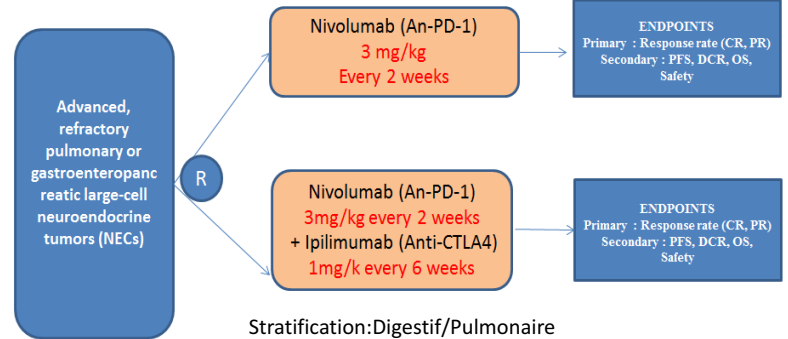 Advanced,
refractory
pulmonary or
gastroenteropanc
reatic large-cell
neuroendocrine
tumors (NECs)
R
Nivolumab (An-PD-1)
3 mg/kg
Every 2 weeks
ENDPOINTS
Primary : Response rate (CR, PR)
Secondary : PFS, DCR, OS,
Safety
Nivolumab (An-PD-1)
3mg/kg every 2 weeks
+ Ipilimumab (Anti-CTLA4)
1mg/k every 6 weeks
ENDPOINTS
Primary : Response rate (CR, PR)
Secondary : PFS, DCR, OS,
Safety
Stratification:Digestif/Pulmonaire